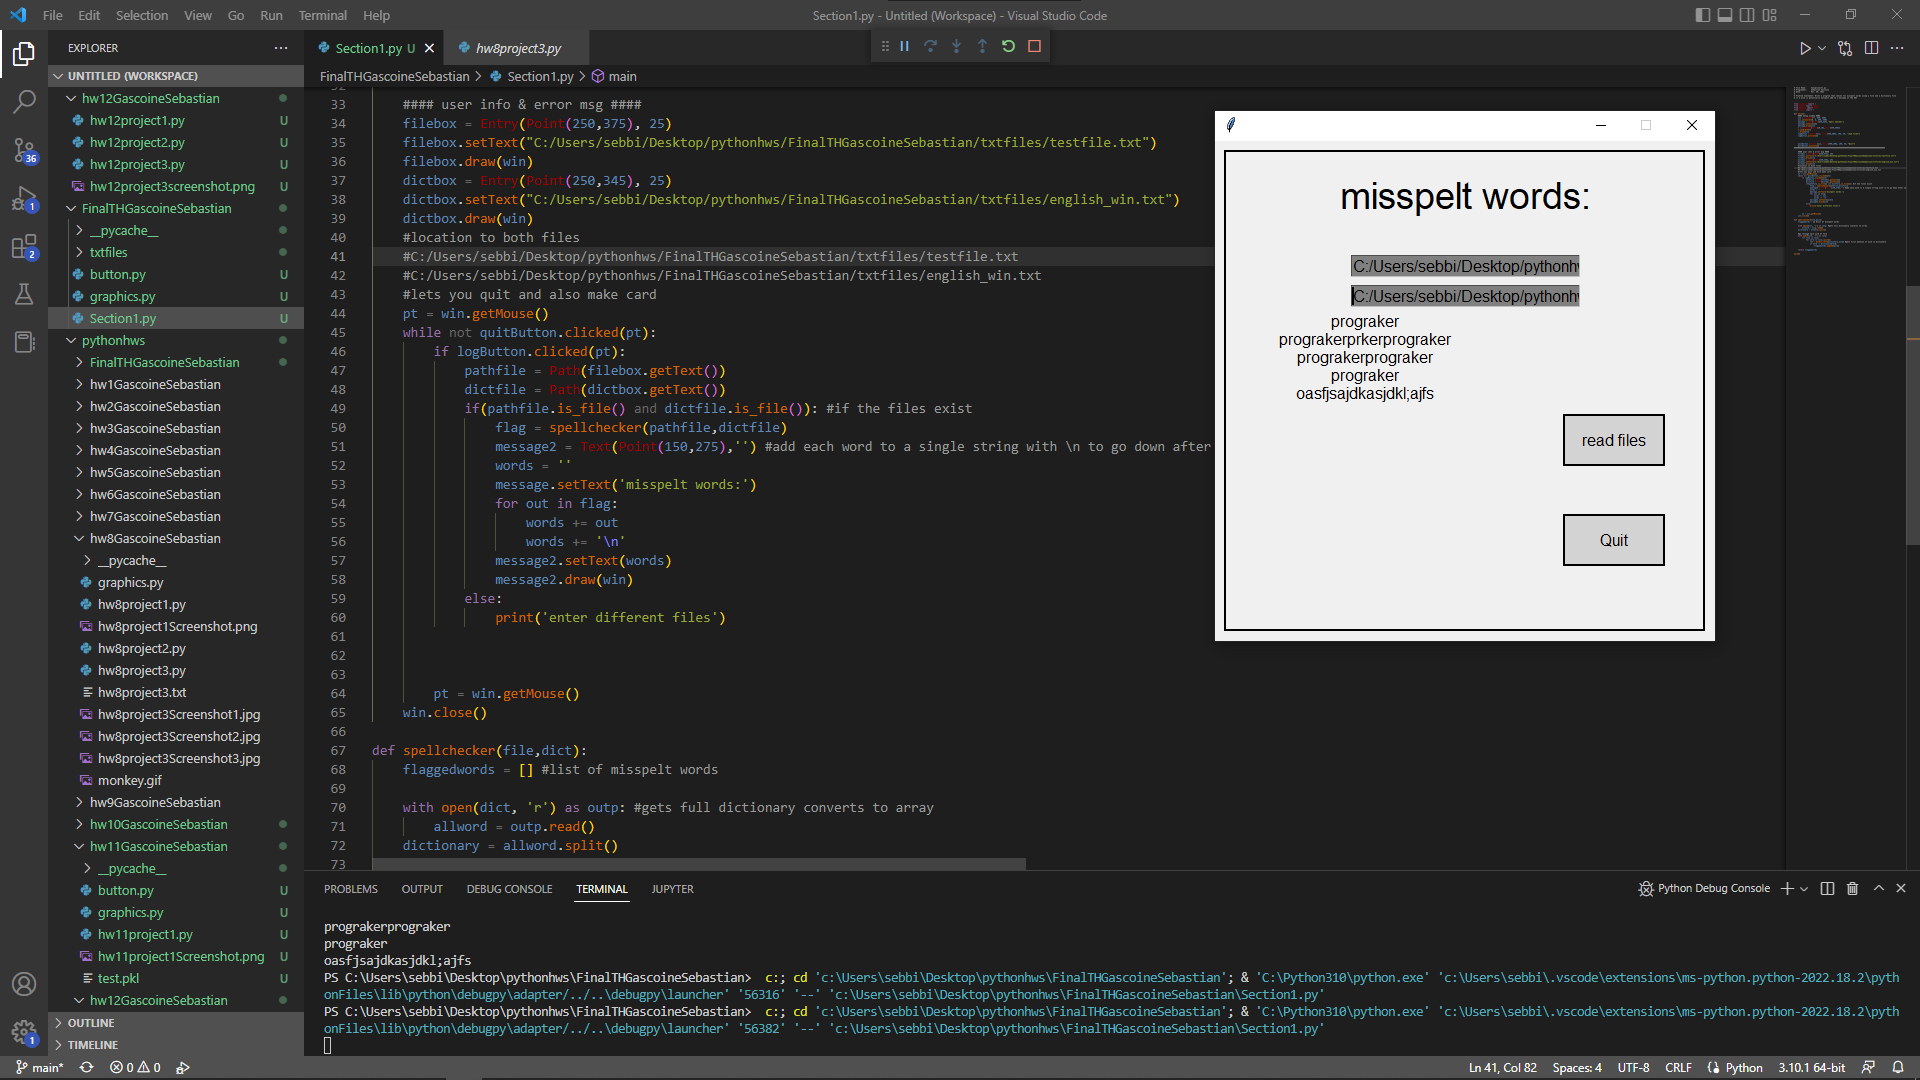 File Edit Selection View Go Run Terminal Help
Section1.py - Untitled (Workspace) - Visual Studio Code
EXPLORER
UNTITLED (WORKSPACE)
hw12GascoineSebastian
hw12project1.py U
hw12project2.py U
hw12project3.py U
hw12project3screenshot.png U
FinalTHGascoineSebastian
__pycache__
txtfiles
button.py U
graphics.py U
Section1.py U
pythonhws
FinalTHGascoineSebastian
hw1GascoineSebastian
hw2GascoineSebastian
hw3GascoineSebastian
hw4GascoineSebastian
hw5GascoineSebastian
hw6GascoineSebastian
hw7GascoineSebastian
hw8GascoineSebastian
__pycache__
graphics.py
hw8project1.py
hw8project1Screenshot.png
hw8project2.py
hw8project3.py
hw8project3.txt
hw8project3Screenshot1.jpg
hw8project3Screenshot2.jpg
hw8project3Screenshot3.jpg
monkey.gif
hw9GascoineSebastian
hw10GascoineSebastian
hw11GascoineSebastian
__pycache__
button.py U
graphics.py U
hw11project1.py U
hw11project1Screenshot.png U
test.pkl U
hw12GascoineSebastian
OUTLINE
TIMELINE
36
1
2
1
Section1.py U
hw8project3.py
FinalTHGascoineSebastian > Section1.py > main
32
33 #### user info & error msg ####
34 filebox = Entry(Point(250,375), 25)
35 filebox.setText("C:/Users/sebbi/Desktop/pythonhws/FinalTHGascoineSebastian/txtfiles/testfile.txt")
36 filebox.draw(win)
37 dictbox = Entry(Point(250,345), 25)
38 dictbox.setText("C:/Users/sebbi/Desktop/pythonhws/FinalTHGascoineSebastian/txtfiles/english_win.txt")
39 dictbox.draw(win)
40 #location to both files
41 #C:/Users/sebbi/Desktop/pythonhws/FinalTHGascoineSebastian/txtfiles/testfile.txt
42 #C:/Users/sebbi/Desktop/pythonhws/FinalTHGascoineSebastian/txtfiles/english_win.txt
43 #lets you quit and also make card
44 pt = win.getMouse()
45 while not quitButton.clicked(pt):
46 if logButton.clicked(pt):
47 pathfile = Path(filebox.getText())
48 dictfile = Path(dictbox.getText())
49 if(pathfile.is_file() and dictfile.is_file()): #if the files exist
50 flag = spellchecker(pathfile,dictfile)
51 message2 = Text(Point(150,275),'') #add each word to a single string with \n to go down after
52 words = ''
53 message.setText('misspelt words:')
54 for out in flag:
55 words += out
56 words += '\n'
57 message2.setText(words)
58 message2.draw(win)
59 else:
60 print('enter different files')
61
62
63
64 pt = win.getMouse()
65 win.close()
66
67 def spellchecker(file,dict):
68 flaggedwords = [] #list of misspelt words
69
70 with open(dict, 'r') as outp: #gets full dictionary converts to array
71 allword = outp.read()
72 dictionary = allword.split()
73
misspelt words:
C:/Users/sebbi/Desktop/pythonhw
C:/Users/sebbi/Desktop/pythonhw
prograker
prograkerprkerprograker
prograkerprograker
prograker
oasfjsajdkasjdkl;ajfs
read files
Quit
PROBLEMS OUTPUT DEBUG CONSOLE TERMINAL JUPYTER
Python Debug Console
prograkerprograker
prograker
oasfjsajdkasjdkl;ajfs
PS C:\Users\sebbi\Desktop\pythonhws\FinalTHGascoineSebastian> c:; cd 'c:\Users\sebbi\Desktop\pythonhws\FinalTHGascoineSebastian'; & 'C:\Python310\python.exe' 'c:\Users\sebbi\.vscode\extensions\ms-python.python-2022.18.2\pyth
onFiles\lib\python\debugpy\adapter/../..\debugpy\launcher' '56316' '--' 'c:\Users\sebbi\Desktop\pythonhws\FinalTHGascoineSebastian\Section1.py'
PS C:\Users\sebbi\Desktop\pythonhws\FinalTHGascoineSebastian> c:; cd 'c:\Users\sebbi\Desktop\pythonhws\FinalTHGascoineSebastian'; & 'C:\Python310\python.exe' 'c:\Users\sebbi\.vscode\extensions\ms-python.python-2022.18.2\pyth
onFiles\lib\python\debugpy\adapter/../..\debugpy\launcher' '56382' '--' 'c:\Users\sebbi\Desktop\pythonhws\FinalTHGascoineSebastian\Section1.py'
main* 0 0
Ln 41, Col 82 Spaces: 4 UTF-8 CRLF Python 3.10.1 64-bit